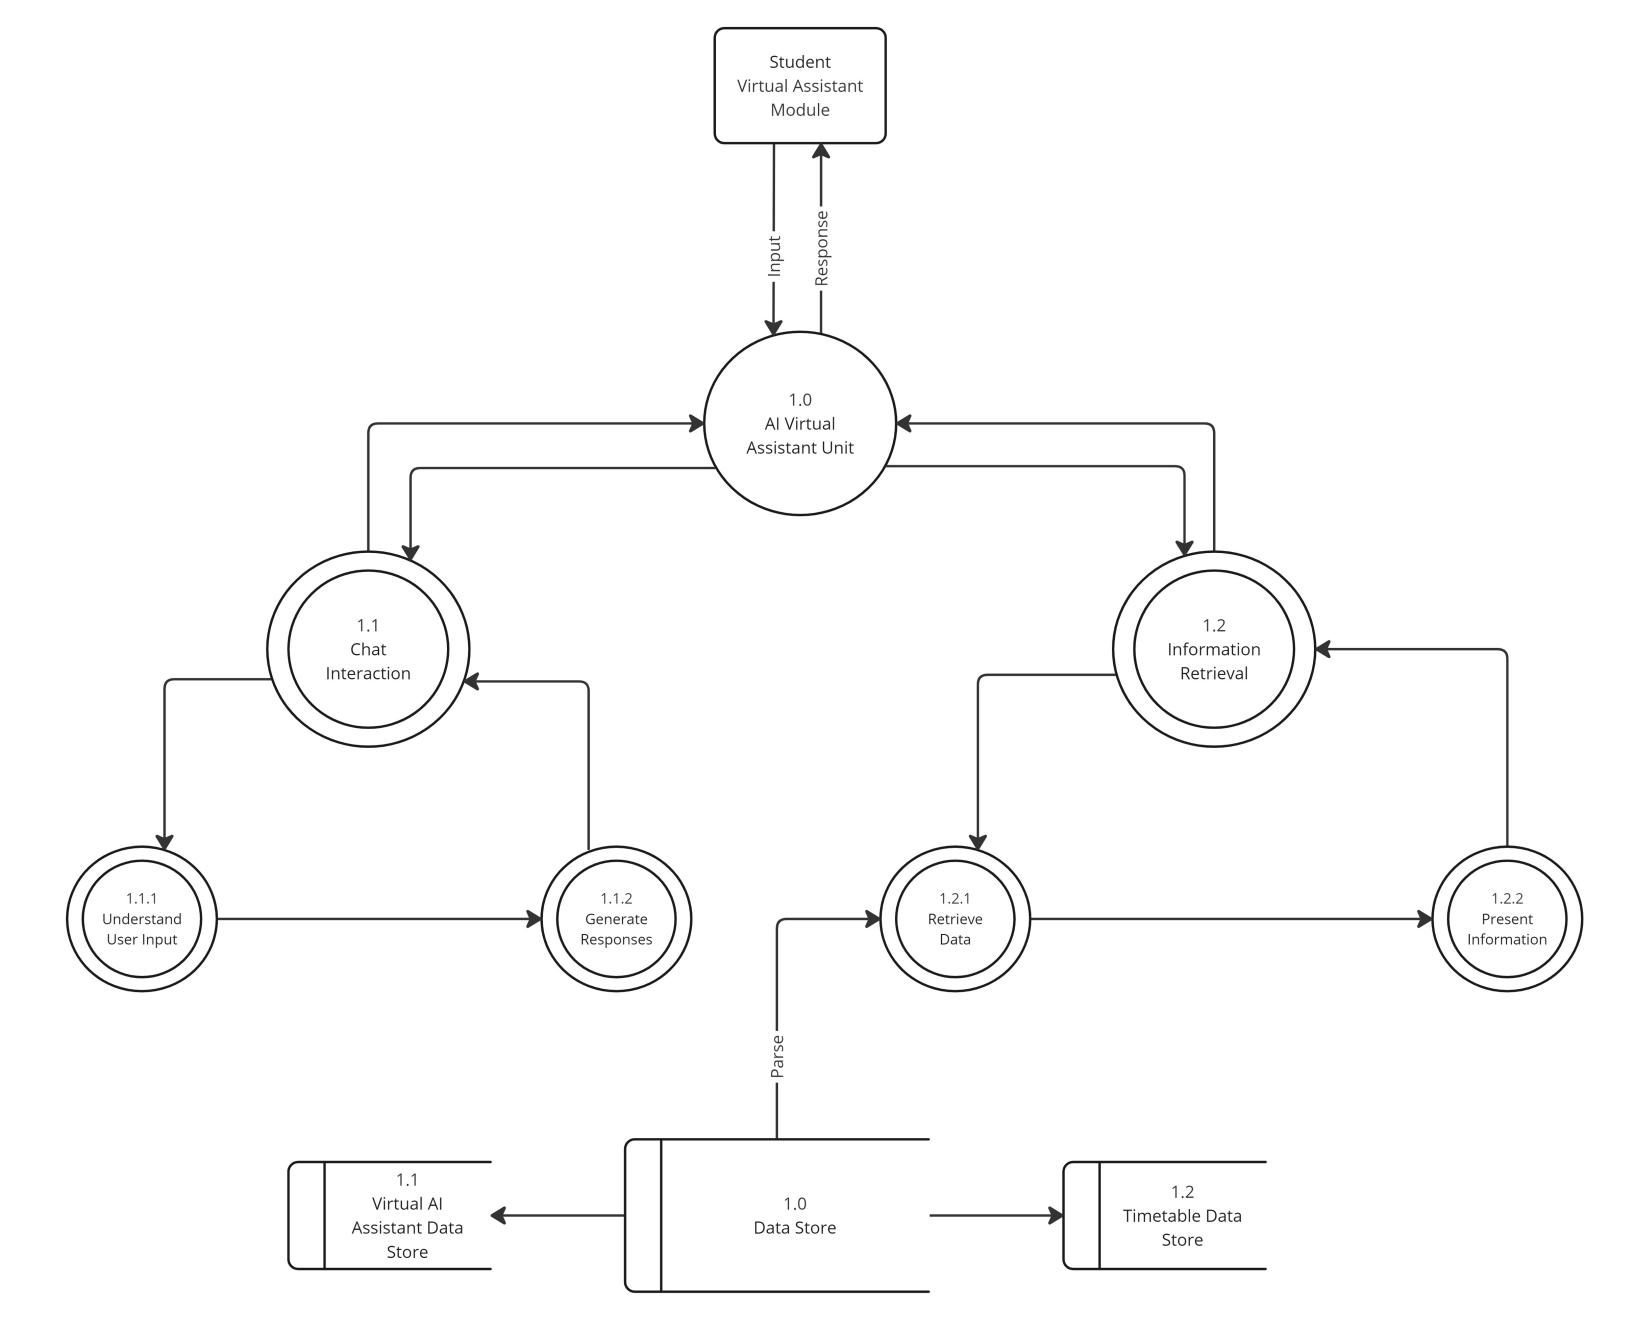 Student
Virtual Assistant
Module
Input
Response
1.0
AI Virtual
Assistant Unit
1.1
Chat
Interaction
1.2
Information
Retrieval
1.1.1
Understand
User Input
1.1.2
Generate
Responses
1.2.1
Retrieve
Data
1.2.2
Present
Information
Parse
1.1
Virtual AI
Assistant Data
Store
1.0
Data Store
1.2
Timetable Data
Store